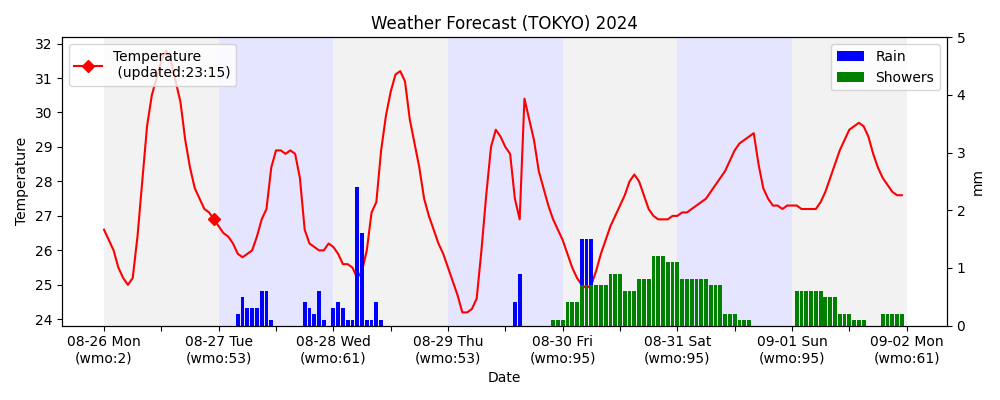 Weather Forecast (TOKYO) 2024
Temperature
(updated:23:15)
Rain
Showers
32
31
30
29
28
27
26
25
24
Temperature
5
4
3
2
1
0
mm
08-26 Mon
(wmo:2)
08-27 Tue
(wmo:53)
08-28 Wed
(wmo:61)
08-29 Thu
(wmo:53)
08-30 Fri
(wmo:95)
08-31 Sat
(wmo:95)
09-01 Sun
(wmo:95)
09-02 Mon
(wmo:61)
Date